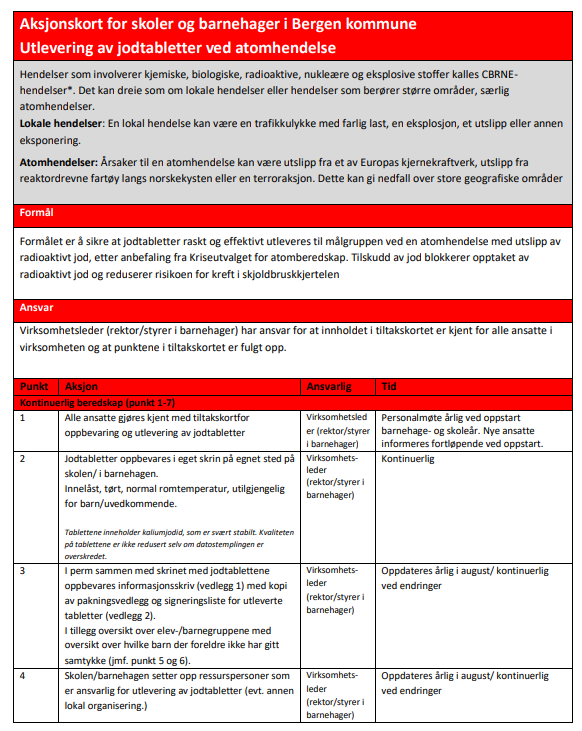 Aksjonskort for skoler og barnehager i Bergen kommune
Utlevering av jodtabletter ved atomhendelse
Hendelser som involverer kjemiske, biologiske, radioaktive, nukleære og eksplosive stoffer kalles CBRNE-
hendelser*. Det kan dreie som om lokale hendelser eller hendelser som berører større områder, særlig
atomhendelser.
Lokale hendelser: En lokal hendelse kan være en trafikkulykke med farlig last, en eksplosjon, et utslipp eller annen
eksponering.
Atomhendelser: Årsaker til en atomhendelse kan være utslipp fra et av Europas kjernekraftverk, utslipp fra
reaktordrevne fartøy langs norskekysten eller en terroraksjon. Dette kan gi nedfall over store geografiske områder
Formål
Formålet er å sikre at jodtabletter raskt og effektivt utleveres til målgruppen ved en atomhendelse med utslipp av
radioaktivt jod, etter anbefaling fra Kriseutvalget for atomberedskap. Tilskudd av jod blokkerer opptaket av
radioaktivt jod og reduserer risikoen for kreft i skjoldbruskkjertelen
Ansvar
Virksomhetsleder (rektor/styrer i barnehager) har ansvar for at innholdet i tiltakskortet er kjent for alle ansatte i
virksomheten og at punktene i tiltakskortet er fulgt opp.
Punkt Aksjon Ansvarlig Tid
Kontinuerlig beredskap (punkt 1-7)
1
Alle ansatte gjøres kjent med tiltakskortfor
oppbevaring og utlevering av jodtabletter
Virksomhetsled
er (rektor/styrer
i barnehager)
Personalmøte årlig ved oppstart
barnehage- og skoleår. Nye ansatte
informeres fortløpende ved oppstart.
2
Jodtabletter oppbevares i eget skrin på egnet sted på
skolen/ i barnehagen.
Innelåst, tørt, normal romtemperatur, utilgjengelig
for barn/uvedkommende.
Tablettene inneholder kaliumjodid, som er svært stabilt. Kvaliteten
på tablettene er ikke redusert selv om datostemplingen er
overskredet.
Virksomhets-
leder
(rektor/styrer i
barnehager)
Kontinuerlig
3
I perm sammen med skrinet med jodtablettene
oppbevares informasjonsskriv (vedlegg 1) med kopi
av pakningsvedlegg og signeringsliste for utleverte
tabletter (vedlegg 2).
I tillegg oversikt over elev-/barnegruppene med
oversikt over hvilke barn der foreldre ikke har gitt
samtykke (jmf. punkt 5 og 6).
Virksomhets-
leder
(rektor/styrer i
barnehager)
Oppdateres årlig i august/ kontinuerlig
ved endringer
4
Skolen/barnehagen setter opp ressurspersoner som
er ansvarlig for utlevering av jodtabletter (evt. annen
lokal organisering.)
Virksomhets-
leder
(rektor/styrer i
barnehager)
Oppdateres årlig i august/ kontinuerlig
ved endringer